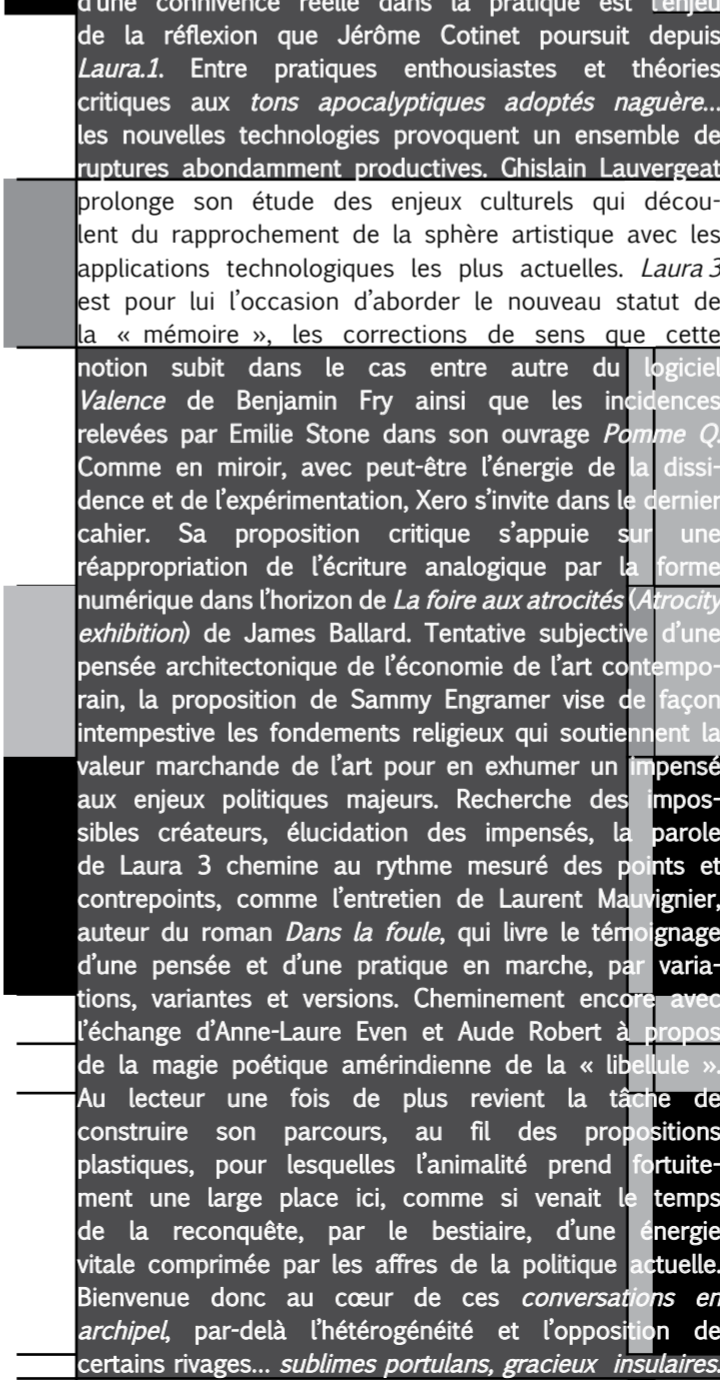 d'une connivence réelle dans la pratique est l'enjeu
de la réflexion que Jérôme Cotinet poursuit depuis
Laura.1. Entre pratiques enthousiastes et théories
critiques aux tons apocalyptiques adoptés naguère...
les nouvelles technologies provoquent un ensemble de
ruptures abondamment productives. Ghislain Lauvergeat
prolonge son étude des enjeux culturels qui décou-
lent du rapprochement de la sphère artistique avec les
applications technologiques les plus actuelles. Laura 3
est pour lui l'occasion d'aborder le nouveau statut de
la « mémoire », les corrections de sens que cette
notion subit dans le cas entre autre du logiciel
Valence de Benjamin Fry ainsi que les incidences
relevées par Emilie Stone dans son ouvrage Pomme Q.
Comme en miroir, avec peut-être l'énergie de la dissi-
dence et de l'expérimentation, Xero s'invite dans le dernier
cahier. Sa proposition critique s'appuie sur une
réappropriation de l'écriture analogique par la forme
numérique dans l'horizon de La foire aux atrocités (Atrocity
exhibition) de James Ballard. Tentative subjective d'une
pensée architectonique de l'économie de l'art contempo-
rain, la proposition de Sammy Engramer vise de façon
intempestive les fondements religieux qui soutiennent la
valeur marchande de l'art pour en exhumer un impensé
aux enjeux politiques majeurs. Recherche des impos-
sibles créateurs, élucidation des impensés, la parole
de Laura 3 chemine au rythme mesuré des points et
contrepoints, comme l'entretien de Laurent Mauvignier,
auteur du roman Dans la foule, qui livre le témoignage
d'une pensée et d'une pratique en marche, par varia-
tions, variantes et versions. Cheminement encore avec
l'échange d'Anne-Laure Even et Aude Robert à propos
de la magie poétique amérindienne de la « libellule ».
Au lecteur une fois de plus revient la tâche de
construire son parcours, au fil des propositions
plastiques, pour lesquelles l'animalité prend fortuite-
ment une large place ici, comme si venait le temps
de la reconquête, par le bestiaire, d'une énergie
vitale comprimée par les affres de la politique actuelle.
Bienvenue donc au cœur de ces conversations en
archipel, par-delà l'hétérogénéité et l'opposition de
certains rivages... sublimes portulans, gracieux insulaires.